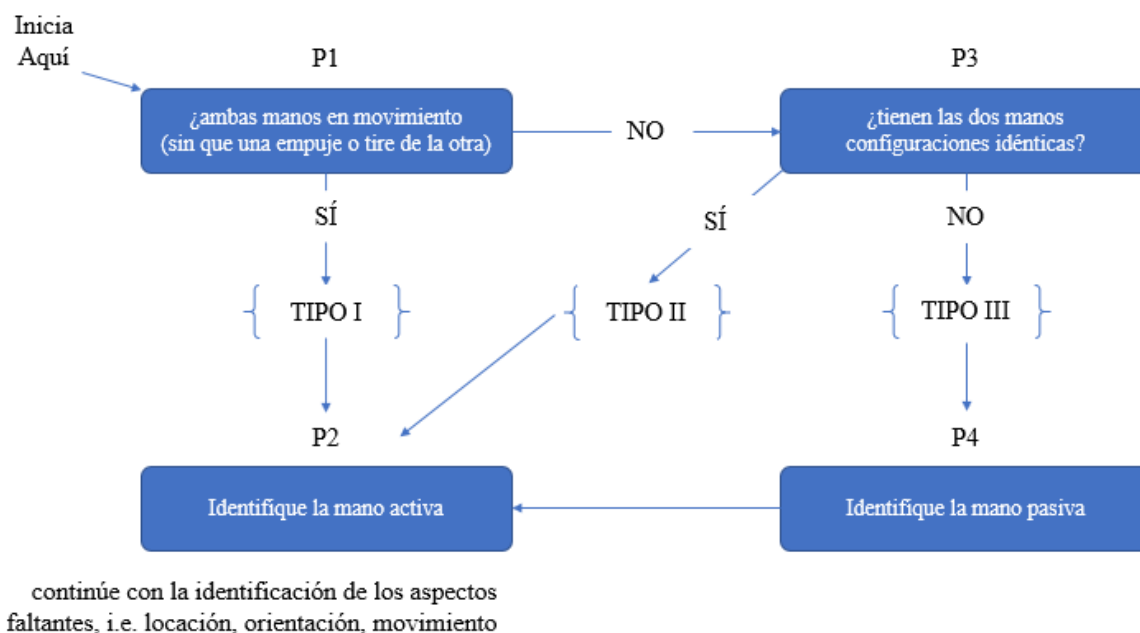 Inicia
Aquí
P1
P3
¿ambas manos en movimiento
(sin que una empuje o tire de la otra)
NO
¿tienen las dos manos
configuraciones idénticas?
SÍ
SÍ
NO
TIPO I
TIPO II
TIPO III
P2
P4
Identifique la mano activa
Identifique la mano pasiva
continúe con la identificación de los aspectos
faltantes, i.e. locación, orientación, movimiento